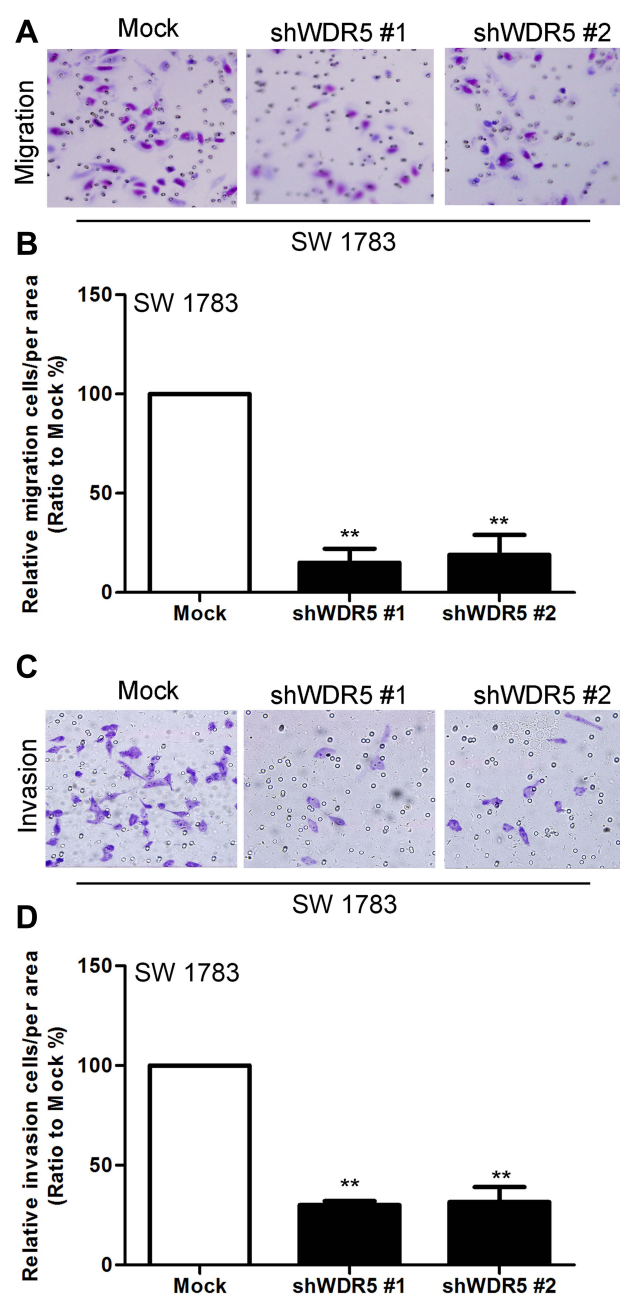 A
Mock
shWDR5 #1
shWDR5 #2
Migration
SW 1783
B
Relative migration cells/per area
(Ratio to Mock %)
150
100
50
0
SW 1783
**
**
Mock
shWDR5 #1
shWDR5 #2
C
Mock
shWDR5 #1
shWDR5 #2
Invasion
SW 1783
D
Relative invasion cells/per area
(Ratio to Mock %)
150
100
50
0
SW 1783
**
**
Mock
shWDR5 #1
shWDR5 #2